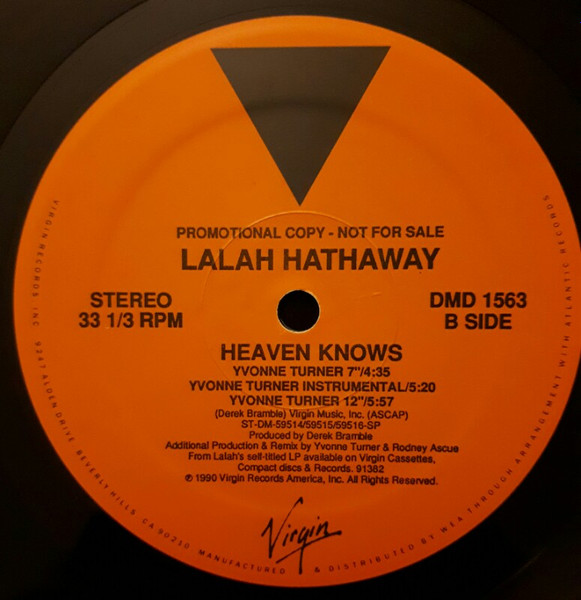 PROMOTIONAL COPY - NOT FOR SALE
LALAH HATHAWAY
STEREO
33 1/3 RPM
DMD 1563
B SIDE
HEAVEN KNOWS
YVONNE TURNER 7"/4:35
YVONNE TURNER INSTRUMENTAL/5:20
YVONNE TURNER 12"/5:57
(Derek Bramble) Virgin Music, Inc. (ASCAP)
ST-DM-59514/59515/59516-SP
Produced by Derek Bramble
Additional Production & Remix by Yvonne Turner & Rodney Ascue
From Lalah's self-titled LP available on Virgin Cassettes,
Compact discs & Records. 91382
℗ 1990 Virgin Records America, Inc. All Rights Reserved.
Virgin
VIRGIN RECORDS INC. 9247 ALDEN DRIVE BEVERLY HILLS CA 90210 MANUFACTURED & DISTRIBUTED BY WEA THROUGH ARRANGEMENT WITH ATLANTIC RECORDS